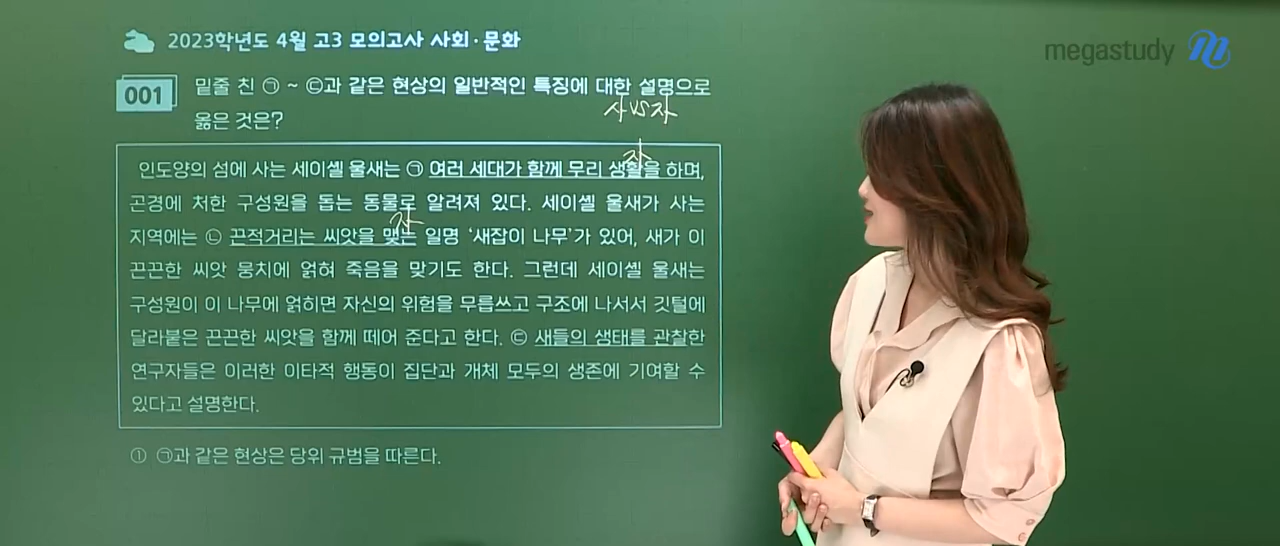 2023학년도 4월 고3 모의고사 사회·문화
megastudy
001
밑줄 친 ㉠ ~ ㉢과 같은 현상의 일반적인 특징에 대한 설명으로
옳은 것은?
사vs자
자
인도양의 섬에 사는 세이셸 울새는 ㉠ 여러 세대가 함께 무리 생활을 하며,
곤경에 처한 구성원을 돕는 동물로 알려져 있다. 세이셸 울새가 사는
자
지역에는 ㉡ 끈적거리는 씨앗을 맺는 일명 ‘새잡이 나무’가 있어, 새가 이
끈끈한 씨앗 뭉치에 얽혀 죽음을 맞기도 한다. 그런데 세이셸 울새는
구성원이 이 나무에 얽히면 자신의 위험을 무릅쓰고 구조에 나서서 깃털에
달라붙은 끈끈한 씨앗을 함께 떼어 준다고 한다. ㉢ 새들의 생태를 관찰한
연구자들은 이러한 이타적 행동이 집단과 개체 모두의 생존에 기여할 수
있다고 설명한다.
① ㉠과 같은 현상은 당위 규범을 따른다.